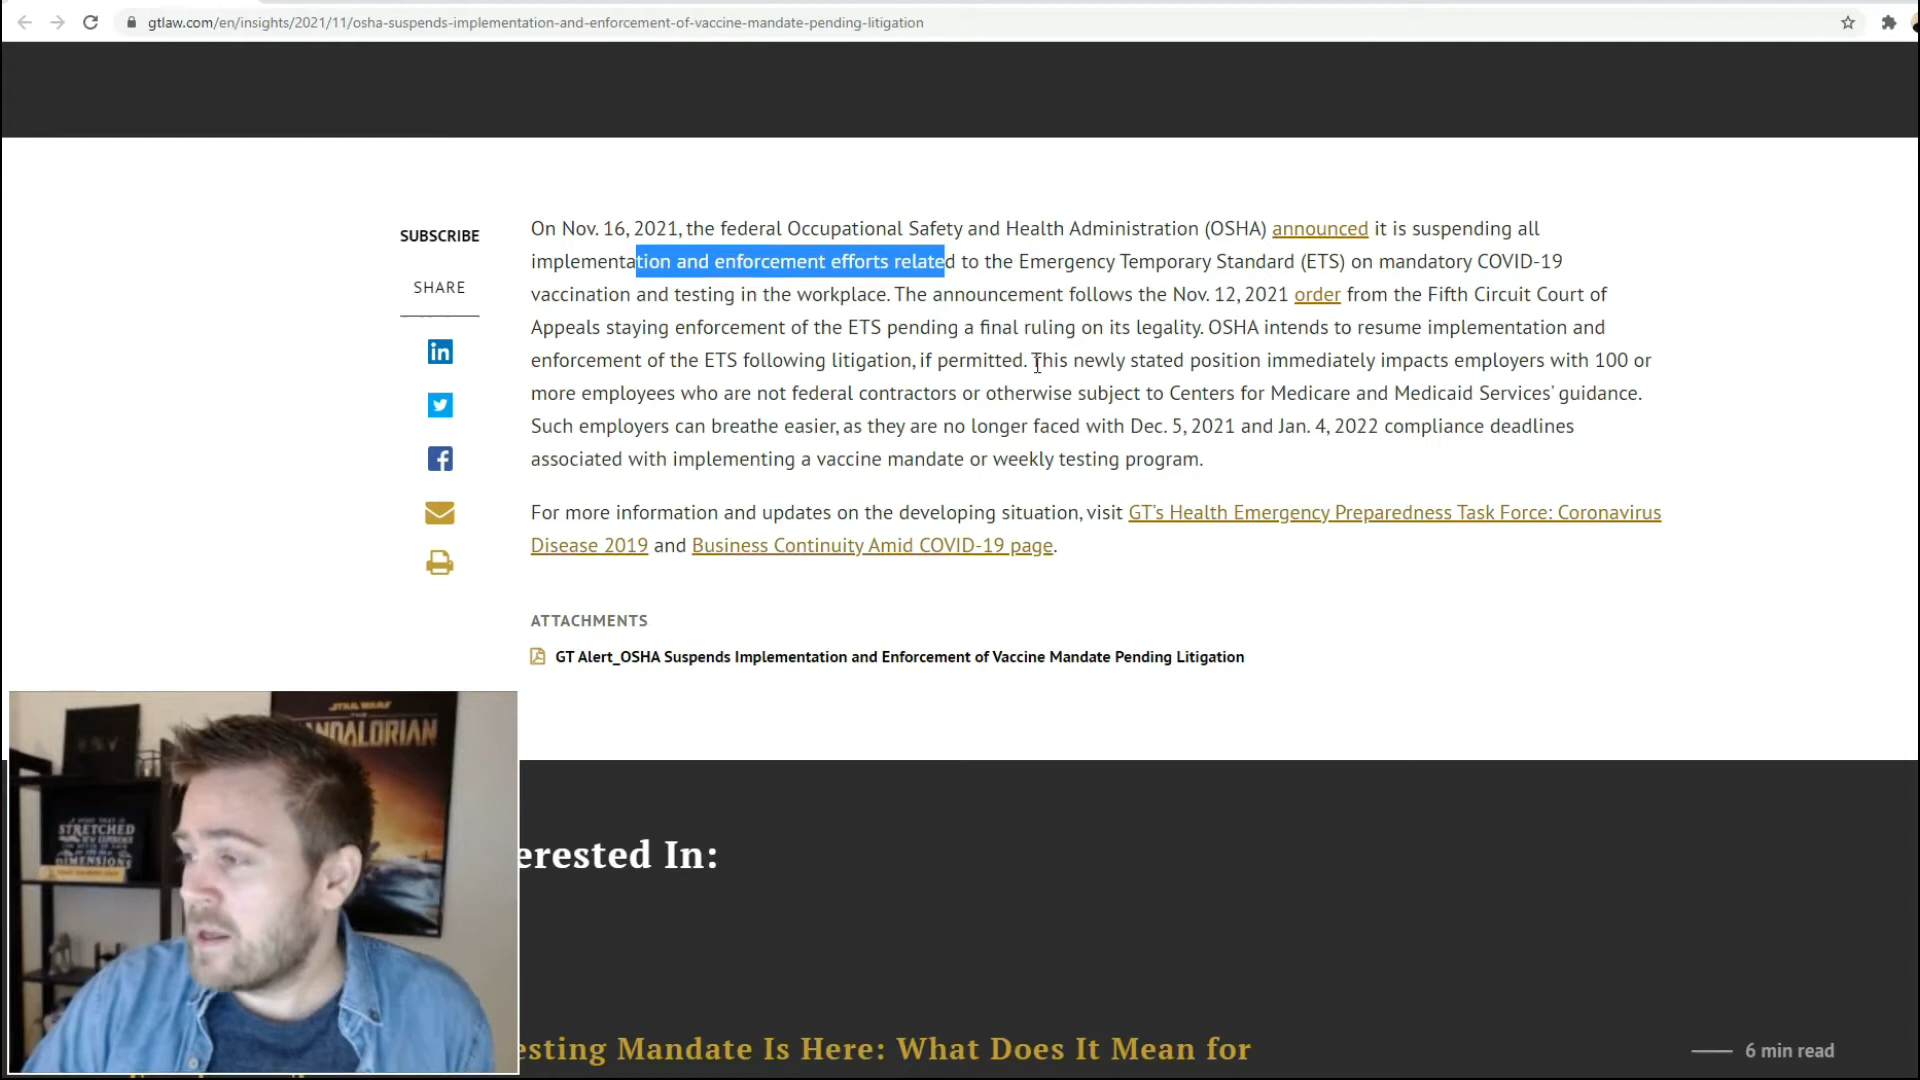 gtlaw.com/en/insights/2021/11/osha-suspends-implementation-and-enforcement-of-vaccine-mandate-pending-litigation
SUBSCRIBE
SHARE
On Nov. 16, 2021, the federal Occupational Safety and Health Administration (OSHA) announced it is suspending all
implementation and enforcement efforts related to the Emergency Temporary Standard (ETS) on mandatory COVID-19
vaccination and testing in the workplace. The announcement follows the Nov. 12, 2021 order from the Fifth Circuit Court of
Appeals staying enforcement of the ETS pending a final ruling on its legality. OSHA intends to resume implementation and
enforcement of the ETS following litigation, if permitted. This newly stated position immediately impacts employers with 100 or
more employees who are not federal contractors or otherwise subject to Centers for Medicare and Medicaid Services’ guidance.
Such employers can breathe easier, as they are no longer faced with Dec. 5, 2021 and Jan. 4, 2022 compliance deadlines
associated with implementing a vaccine mandate or weekly testing program.
For more information and updates on the developing situation, visit GT’s Health Emergency Preparedness Task Force: Coronavirus
Disease 2019 and Business Continuity Amid COVID-19 page.
ATTACHMENTS
GT Alert_OSHA Suspends Implementation and Enforcement of Vaccine Mandate Pending Litigation
STAR WARS
ANDALORIAN
STRETCHED
DIMENSIONS
erested In:
esting Mandate Is Here: What Does It Mean for
6 min read